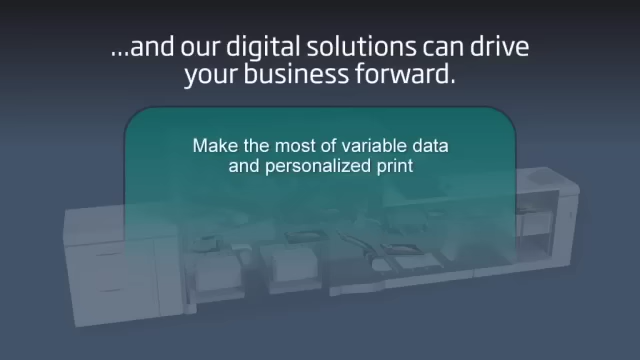 ...and our digital solutions can drive
your business forward.
Make the most of variable data
and personalized print